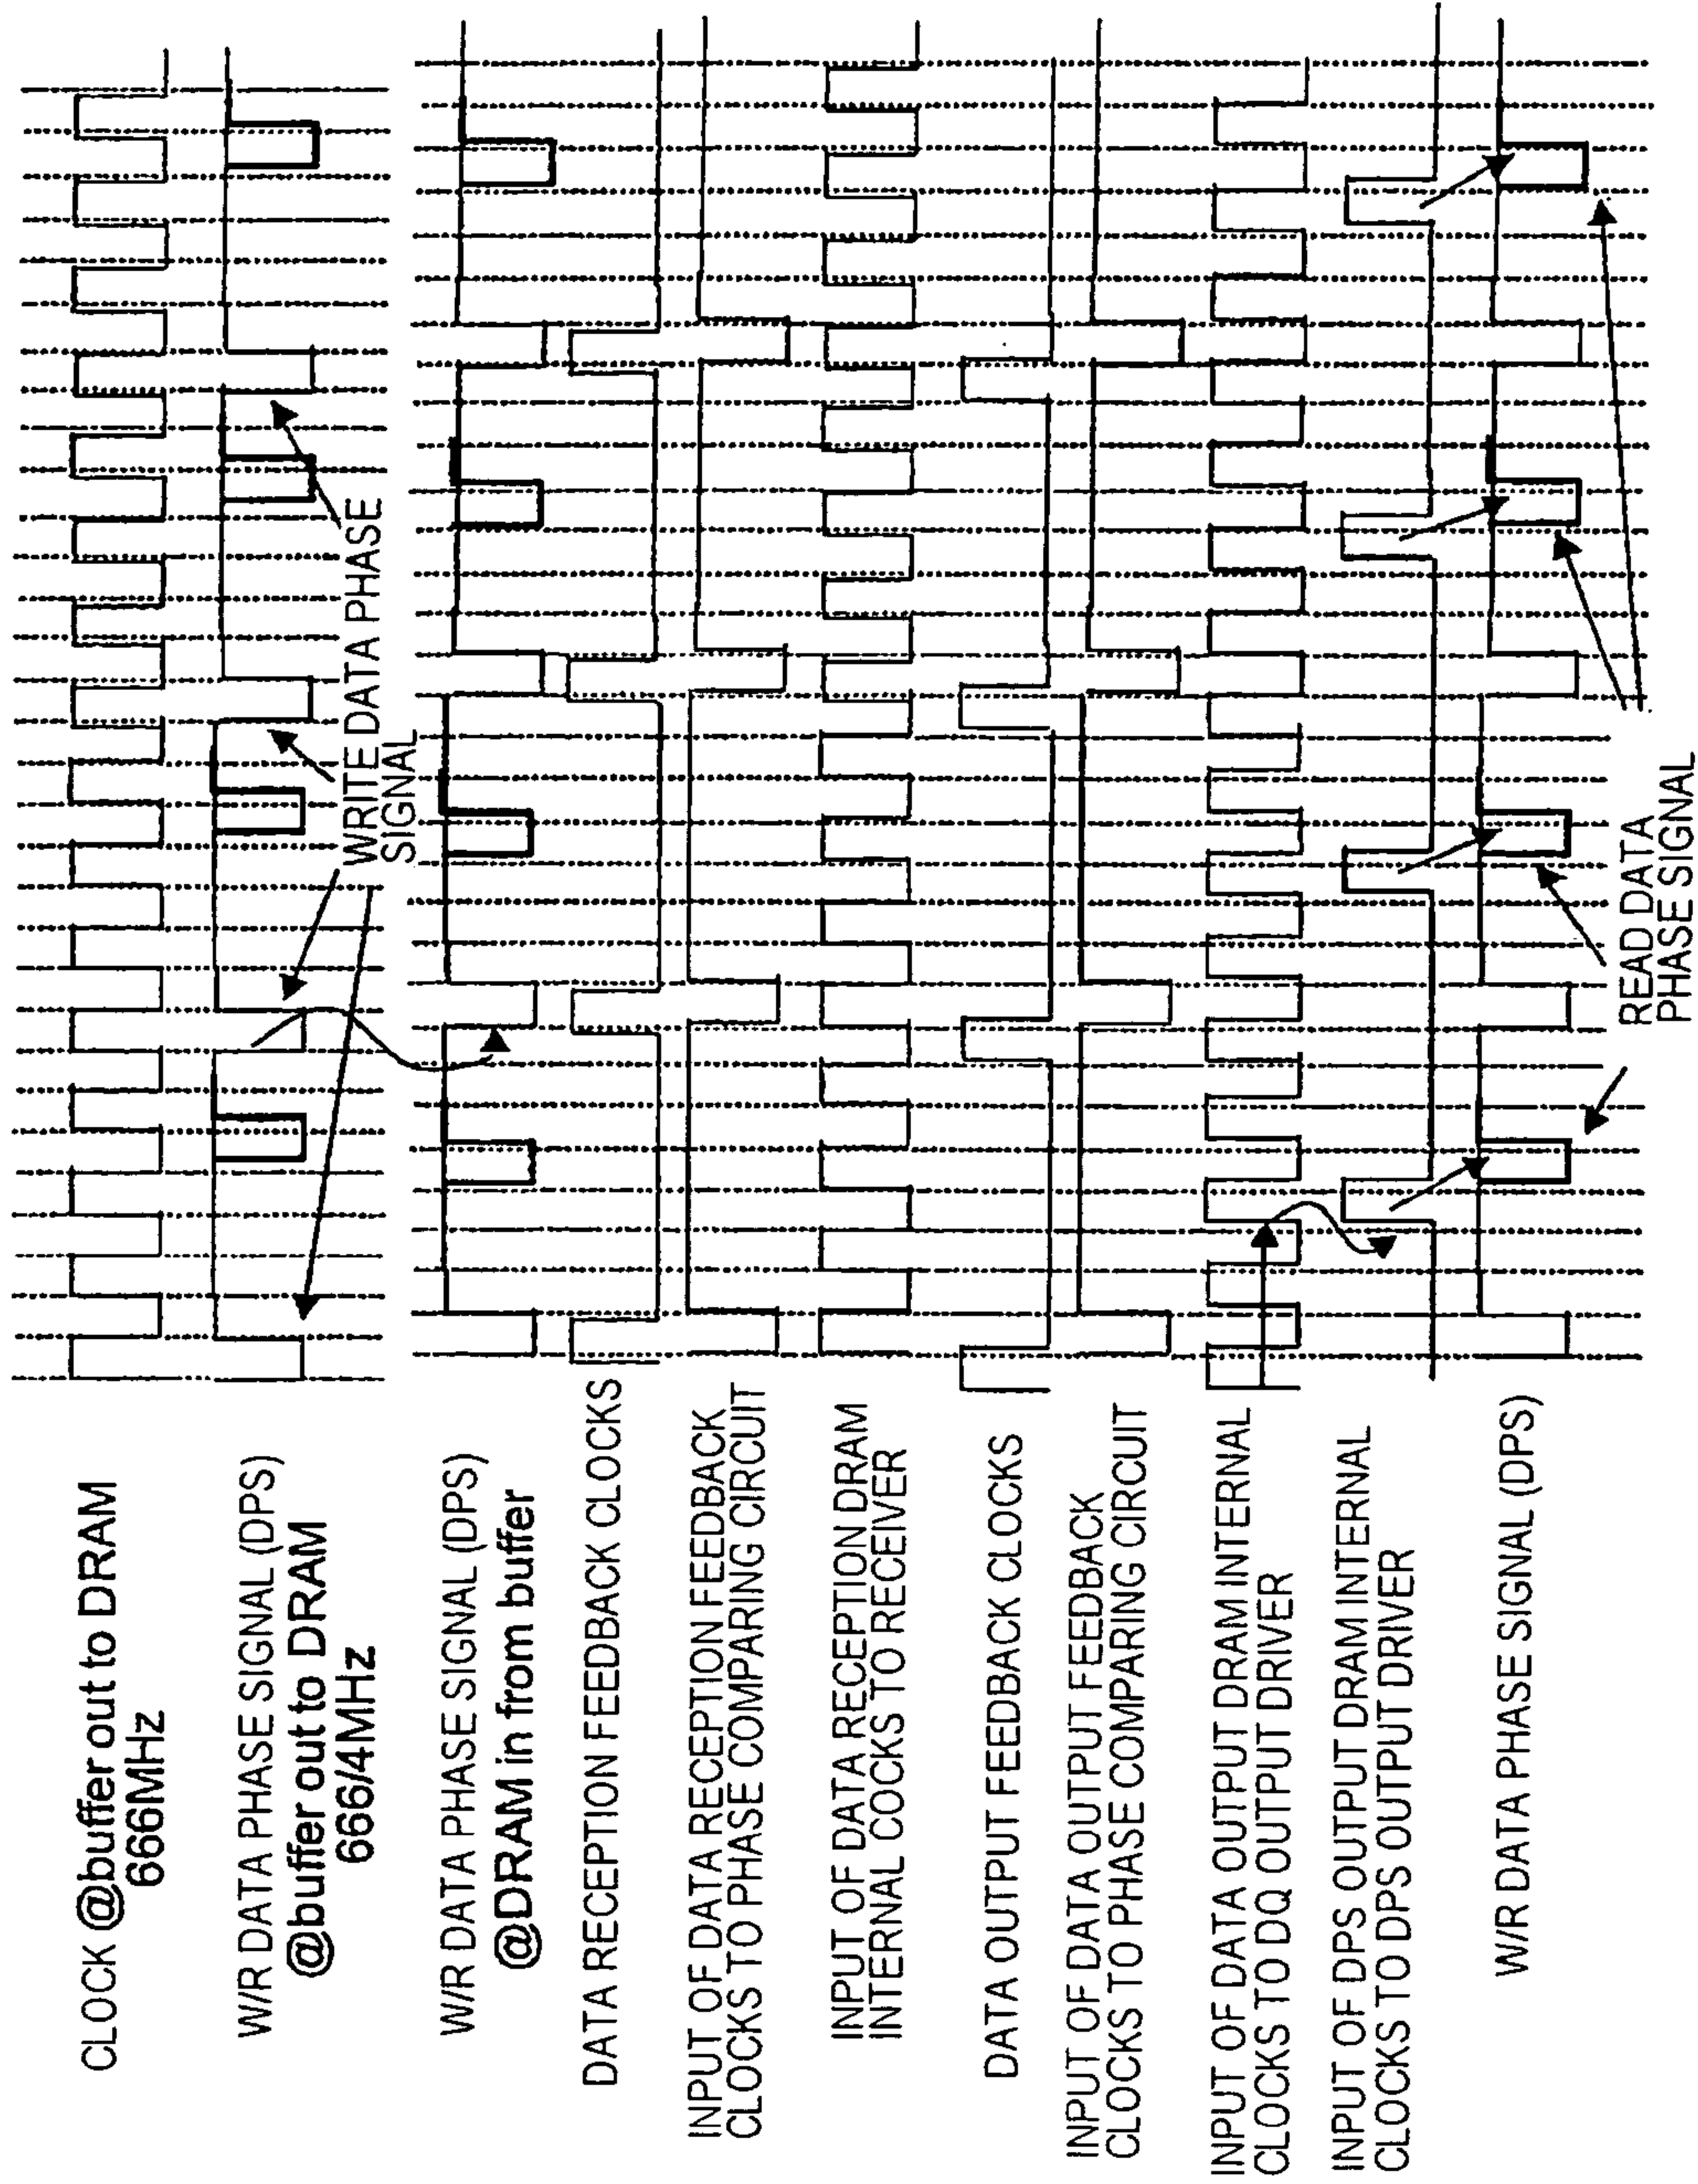 CLOCK @buffer out to DRAM
666MHz
W/R DATA PHASE SIGNAL (DPS)
@buffer out to DRAM
666/4MHz
WRITE DATA PHASE
SIGNAL
W/R DATA PHASE SIGNAL (DPS)
@DRAM in from buffer
DATA RECEPTION FEEDBACK CLOCKS
INPUT OF DATA RECEPTION FEEDBACK
CLOCKS TO PHASE COMPARING CIRCUIT
INPUT OF DATA RECEPTION DRAM
INTERNAL COCKS TO RECEIVER
DATA OUTPUT FEEDBACK CLOCKS
INPUT OF DATA OUTPUT FEEDBACK
CLOCKS TO PHASE COMPARING CIRCUIT
INPUT OF DATA OUTPUT DRAM INTERNAL
CLOCKS TO DQ OUTPUT DRIVER
INPUT OF DPS OUTPUT DRAM INTERNAL
CLOCKS TO DPS OUTPUT DRIVER
W/R DATA PHASE SIGNAL (DPS)
READ DATA
PHASE SIGNAL